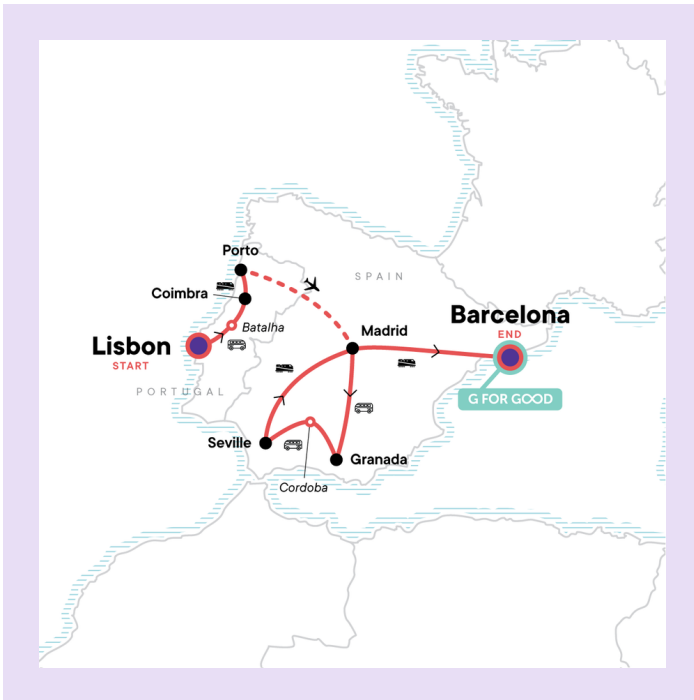 Porto
SPAIN
Coimbra
Batalha
Madrid
Barcelona
END
Lisbon
START
PORTUGAL
G FOR GOOD
Seville
Granada
Cordoba